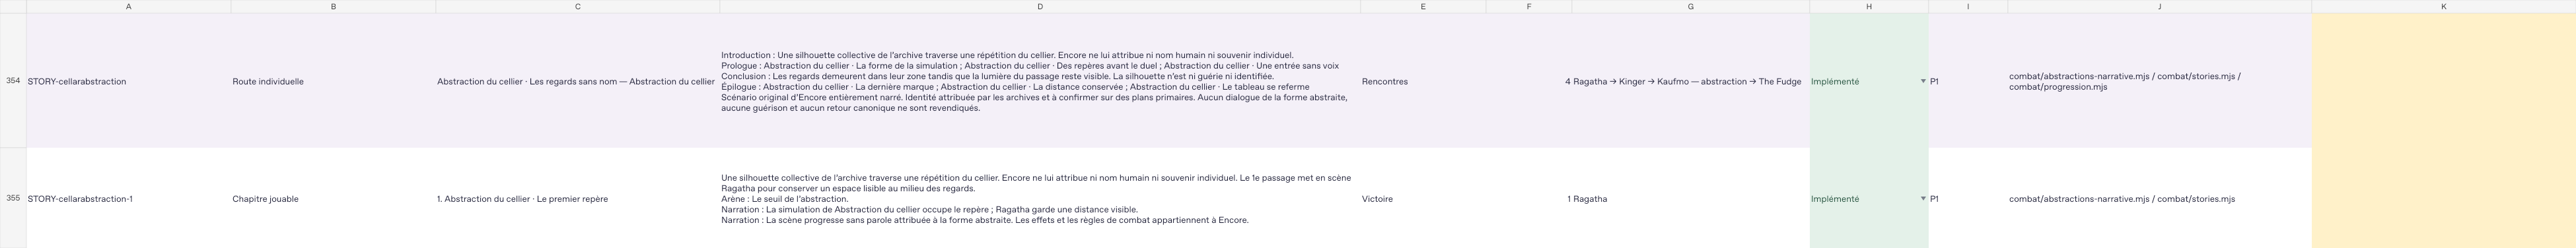 A B C D E F G H I J K
354 STORY-cellarabstraction Route individuelle Abstraction du cellier · Les regards sans nom — Abstraction du cellier
Introduction : Une silhouette collective de l'archive traverse une répétition du cellier. Encore ne lui attribue ni nom humain ni souvenir individuel.
Prologue : Abstraction du cellier · La forme de la simulation ; Abstraction du cellier · Des repères avant le duel ; Abstraction du cellier · Une entrée sans voix
Conclusion : Les regards demeurent dans leur zone tandis que la lumière du passage reste visible. La silhouette n'est ni guérie ni identifiée.
Épilogue : Abstraction du cellier · La dernière marque ; Abstraction du cellier · La distance conservée ; Abstraction du cellier · Le tableau se referme
Scénario original d'Encore entièrement narré. Identité attribuée par les archives et à confirmer sur des plans primaires. Aucun dialogue de la forme abstraite,
aucune guérison et aucun retour canonique ne sont revendiqués.
Rencontres 4 Ragatha → Kinger → Kaufmo — abstraction → The Fudge Implémenté P1
combat/abstractions-narrative.mjs / combat/stories.mjs /
combat/progression.mjs
355 STORY-cellarabstraction-1 Chapitre jouable 1. Abstraction du cellier · Le premier repère
Une silhouette collective de l'archive traverse une répétition du cellier. Encore ne lui attribue ni nom humain ni souvenir individuel. Le 1e passage met en scène
Ragatha pour conserver un espace lisible au milieu des regards.
Arène : Le seuil de l'abstraction.
Narration : La simulation de Abstraction du cellier occupe le repère ; Ragatha garde une distance visible.
Narration : La scène progresse sans parole attribuée à la forme abstraite. Les effets et les règles de combat appartiennent à Encore.
Victoire 1 Ragatha Implémenté P1 combat/abstractions-narrative.mjs / combat/stories.mjs